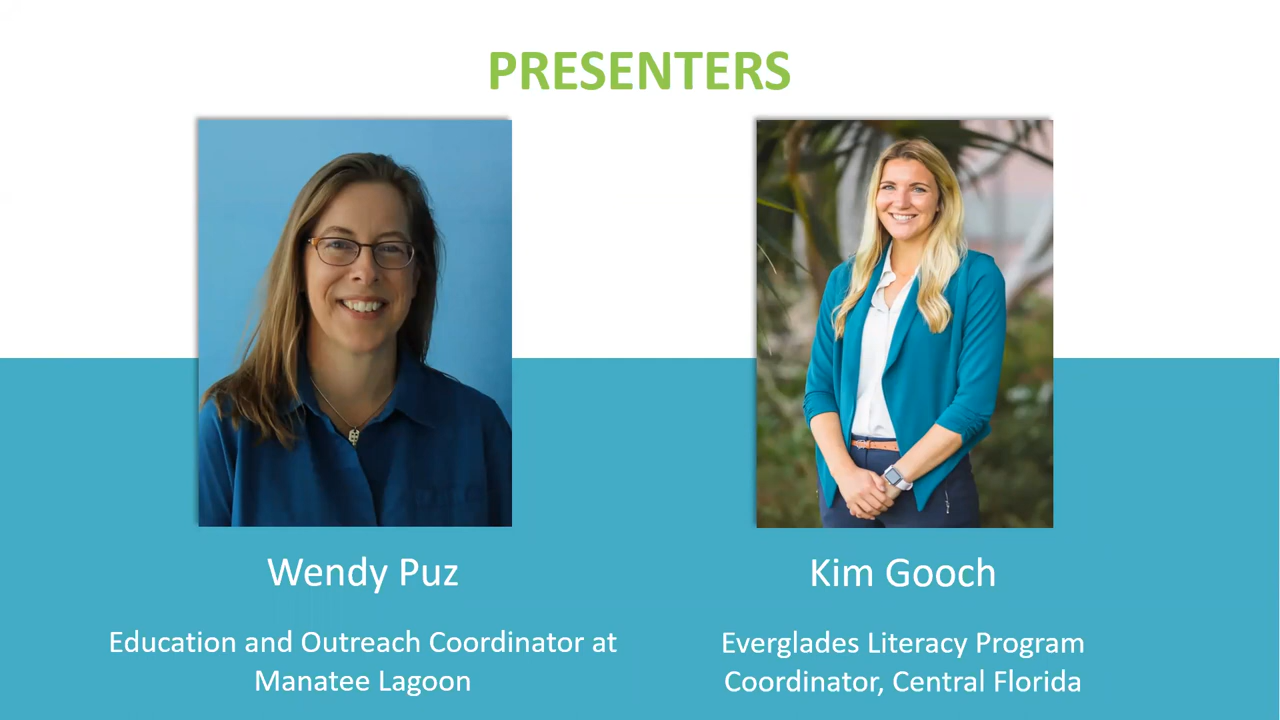 PRESENTERS
Wendy Puz
Education and Outreach Coordinator at
Manatee Lagoon
Kim Gooch
Everglades Literacy Program
Coordinator, Central Florida